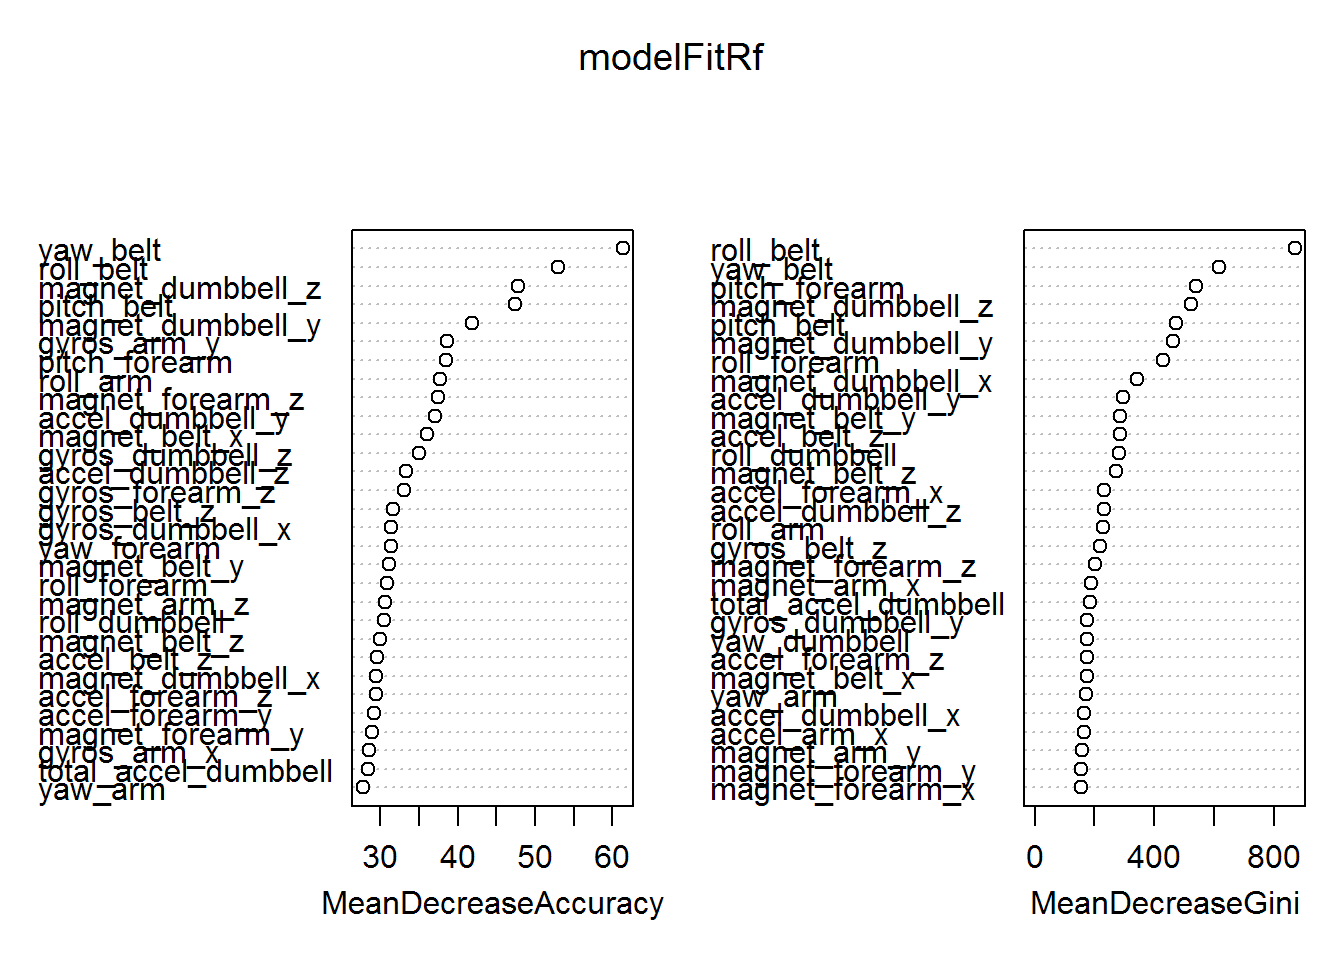 modelFitRf
yaw_belt
roll_belt
magnet_dumbbell_z
pitch_belt
magnet_dumbbell_y
gyros_arm_y
pitch_forearm
roll_arm
magnet_forearm_z
accel_dumbbell_y
magnet_belt_x
gyros_dumbbell_z
accel_dumbbell_z
gyros_forearm_z
gyros_belt_z
gyros_dumbbell_x
yaw_forearm
magnet_belt_y
roll_forearm
magnet_arm_z
roll_dumbbell
magnet_belt_z
accel_belt_z
magnet_dumbbell_x
accel_forearm_z
accel_forearm_y
magnet_forearm_y
gyros_arm_x
total_accel_dumbbell
yaw_arm
30 40 50 60
MeanDecreaseAccuracy
roll_belt
yaw_belt
pitch_forearm
magnet_dumbbell_z
pitch_belt
magnet_dumbbell_y
roll_forearm
magnet_dumbbell_x
accel_dumbbell_y
magnet_belt_y
accel_belt_z
roll_dumbbell
magnet_belt_z
accel_forearm_x
accel_dumbbell_z
roll_arm
gyros_belt_z
magnet_forearm_z
magnet_arm_x
total_accel_dumbbell
gyros_dumbbell_y
yaw_dumbbell
accel_forearm_z
magnet_belt_x
yaw_arm
accel_dumbbell_x
accel_arm_x
magnet_arm_y
magnet_forearm_y
magnet_forearm_x
0 400 800
MeanDecreaseGini